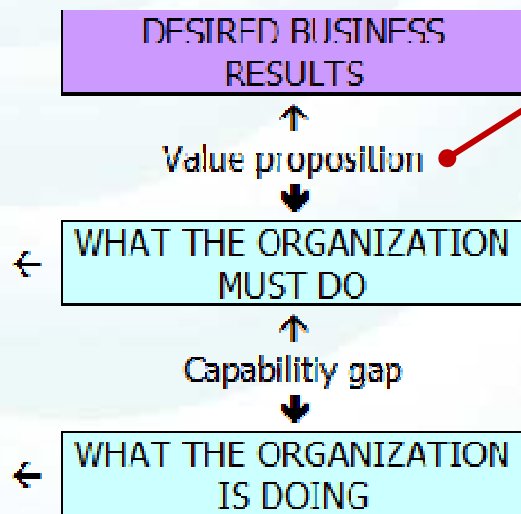 DESIRED BUSINESS
RESULTS
Value proposition
WHAT THE ORGANIZATION
MUST DO
Capabilitiy gap
WHAT THE ORGANIZATION
IS DOING